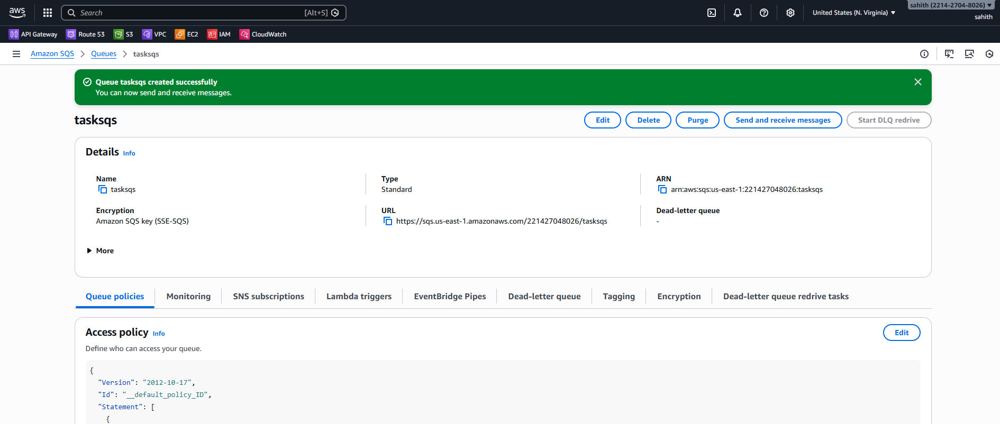 aws
Search [Alt+S]
United States (N. Virginia)
sahith (2214-2704-8026)
sahith
API Gateway Route 53 S3 VPC EC2 IAM CloudWatch
Amazon SQS Queues tasksqs
Queue tasksqs created successfully
You can now send and receive messages.
tasksqs
Edit Delete Purge Send and receive messages Start DLQ redrive
Details Info
Name Type ARN
tasksqs Standard arn:aws:sqs:us-east-1:221427048026:tasksqs
Encryption URL Dead-letter queue
Amazon SQS key (SSE-SQS) https://sqs.us-east-1.amazonaws.com/221427048026/tasksqs -
More
Queue policies Monitoring SNS subscriptions Lambda triggers EventBridge Pipes Dead-letter queue Tagging Encryption Dead-letter queue redrive tasks
Access policy Info
Edit
Define who can access your queue.
{
"Version": "2012-10-17",
"Id": "__default_policy_ID",
"Statement": [
{